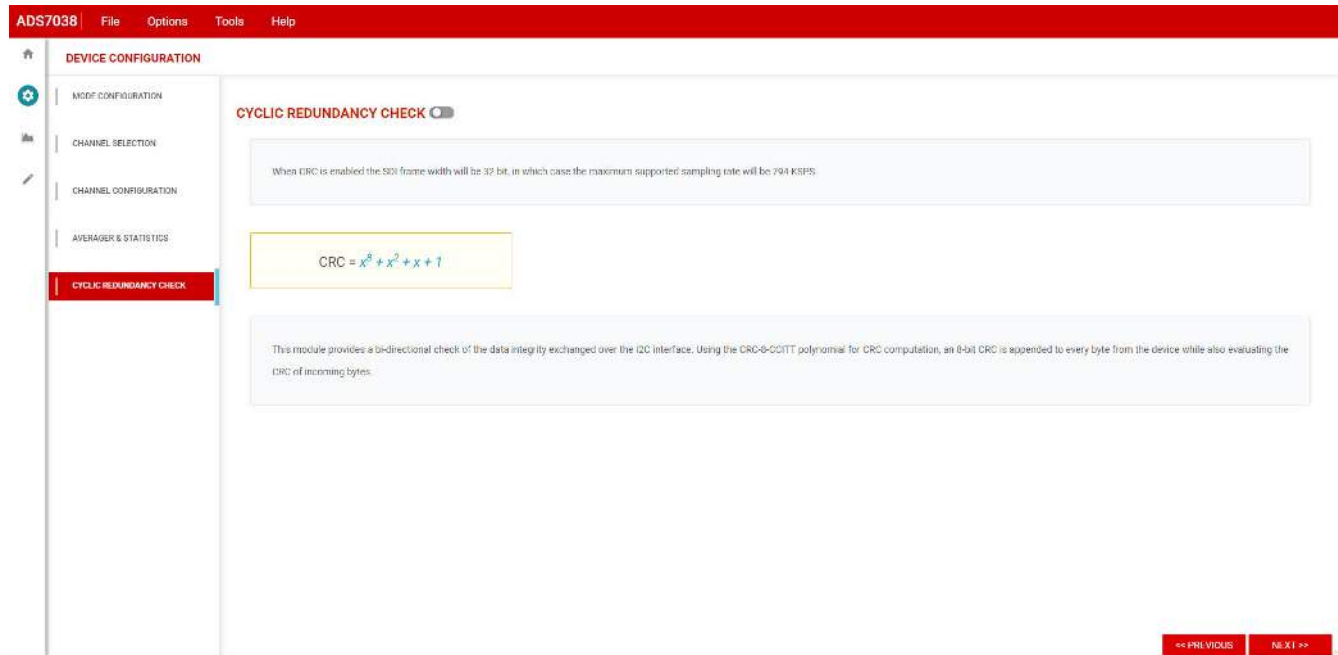 ADS7038 File Options Tools Help
DEVICE CONFIGURATION
MODE CONFIGURATION
CHANNEL SELECTION
CHANNEL CONFIGURATION
AVERAGER & STATISTICS
CYCLIC REDUNDANCY CHECK
CYCLIC REDUNDANCY CHECK
When CRC is enabled the SDI frame width will be 32 bit, in which case the maximum supported sampling rate will be 794 KSPS.
CRC = x⁸ + x² + x + 1
This module provides a bi-directional check of the data integrity exchanged over the I2C interface. Using the CRC-8-CCITT polynomial for CRC computation, an 8-bit CRC is appended to every byte from the device while also evaluating the
CRC of incoming bytes.
<< PREVIOUS NEXT >>